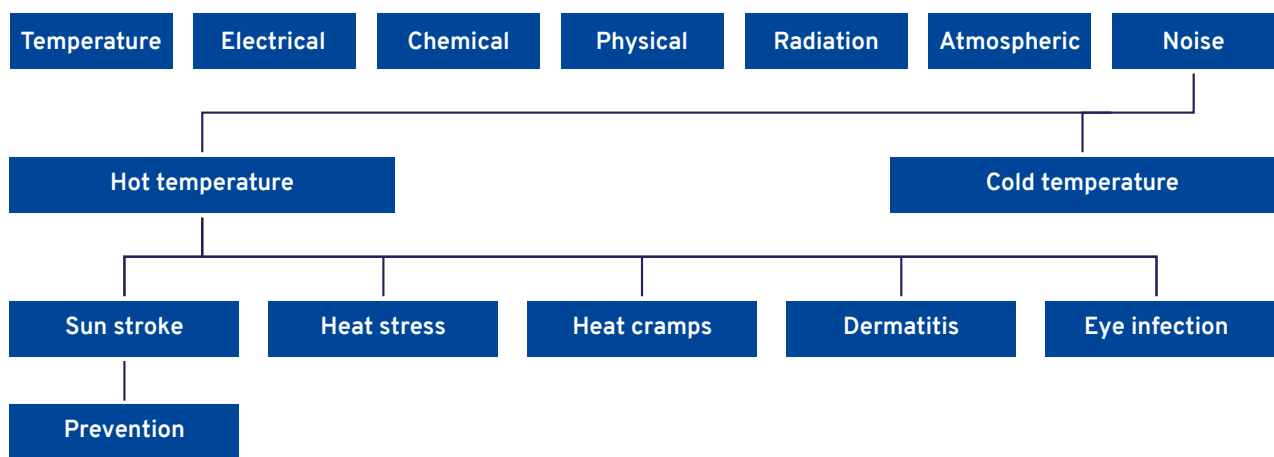 Temperature
Electrical
Chemical
Physical
Radiation
Atmospheric
Noise
Hot temperature
Cold temperature
Sun stroke
Heat stress
Heat cramps
Dermatitis
Eye infection
Prevention